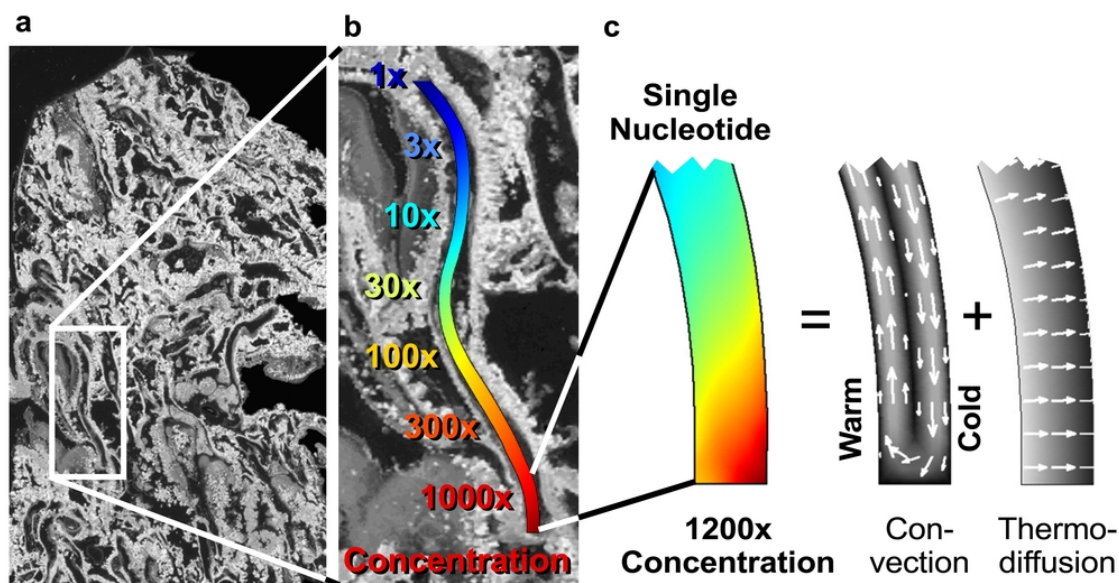 a
b
c
1x
3x
10x
30x
100x
300x
1000x
Concentration
Single
Nucleotide
1200x
Concentration
=
Warm
Cold
+
Con-
vection
Thermo-
diffusion